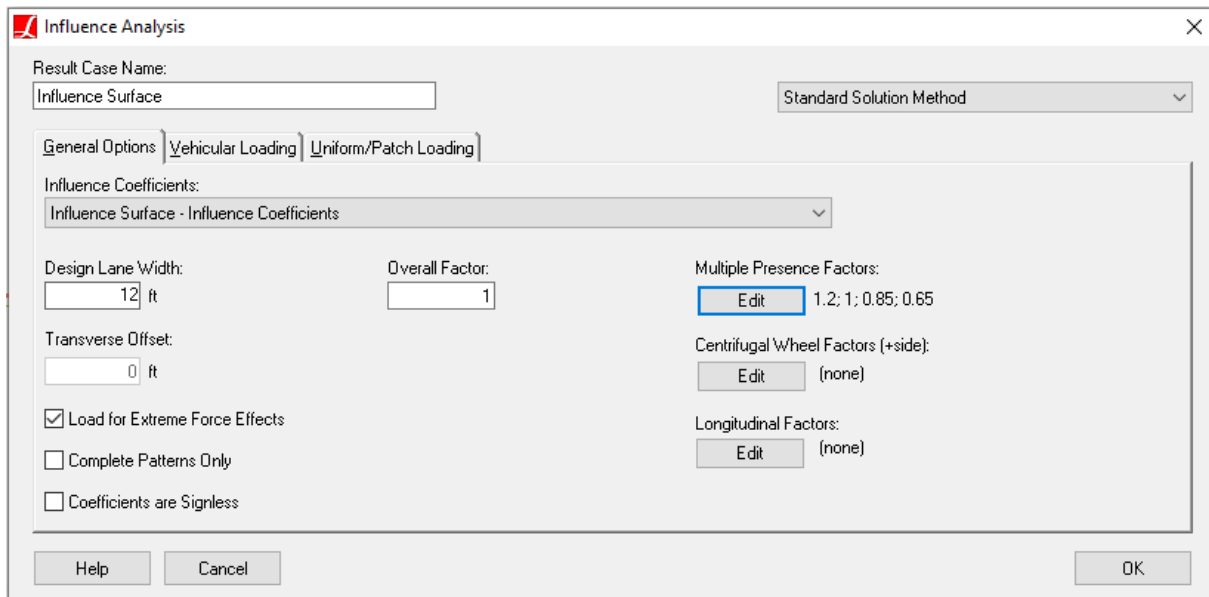 Influence Analysis
Result Case Name:
Influence Surface
Standard Solution Method
General Options
Vehicular Loading
Uniform/Patch Loading
Influence Coefficients:
Influence Surface - Influence Coefficients
Design Lane Width:
12 ft
Overall Factor:
1
Multiple Presence Factors:
Edit 1.2; 1; 0.85; 0.65
Transverse Offset:
0 ft
Centrifugal Wheel Factors (+side):
Edit (none)
Load for Extreme Force Effects
Longitudinal Factors:
Edit (none)
Complete Patterns Only
Coefficients are Signless
Help
Cancel
OK